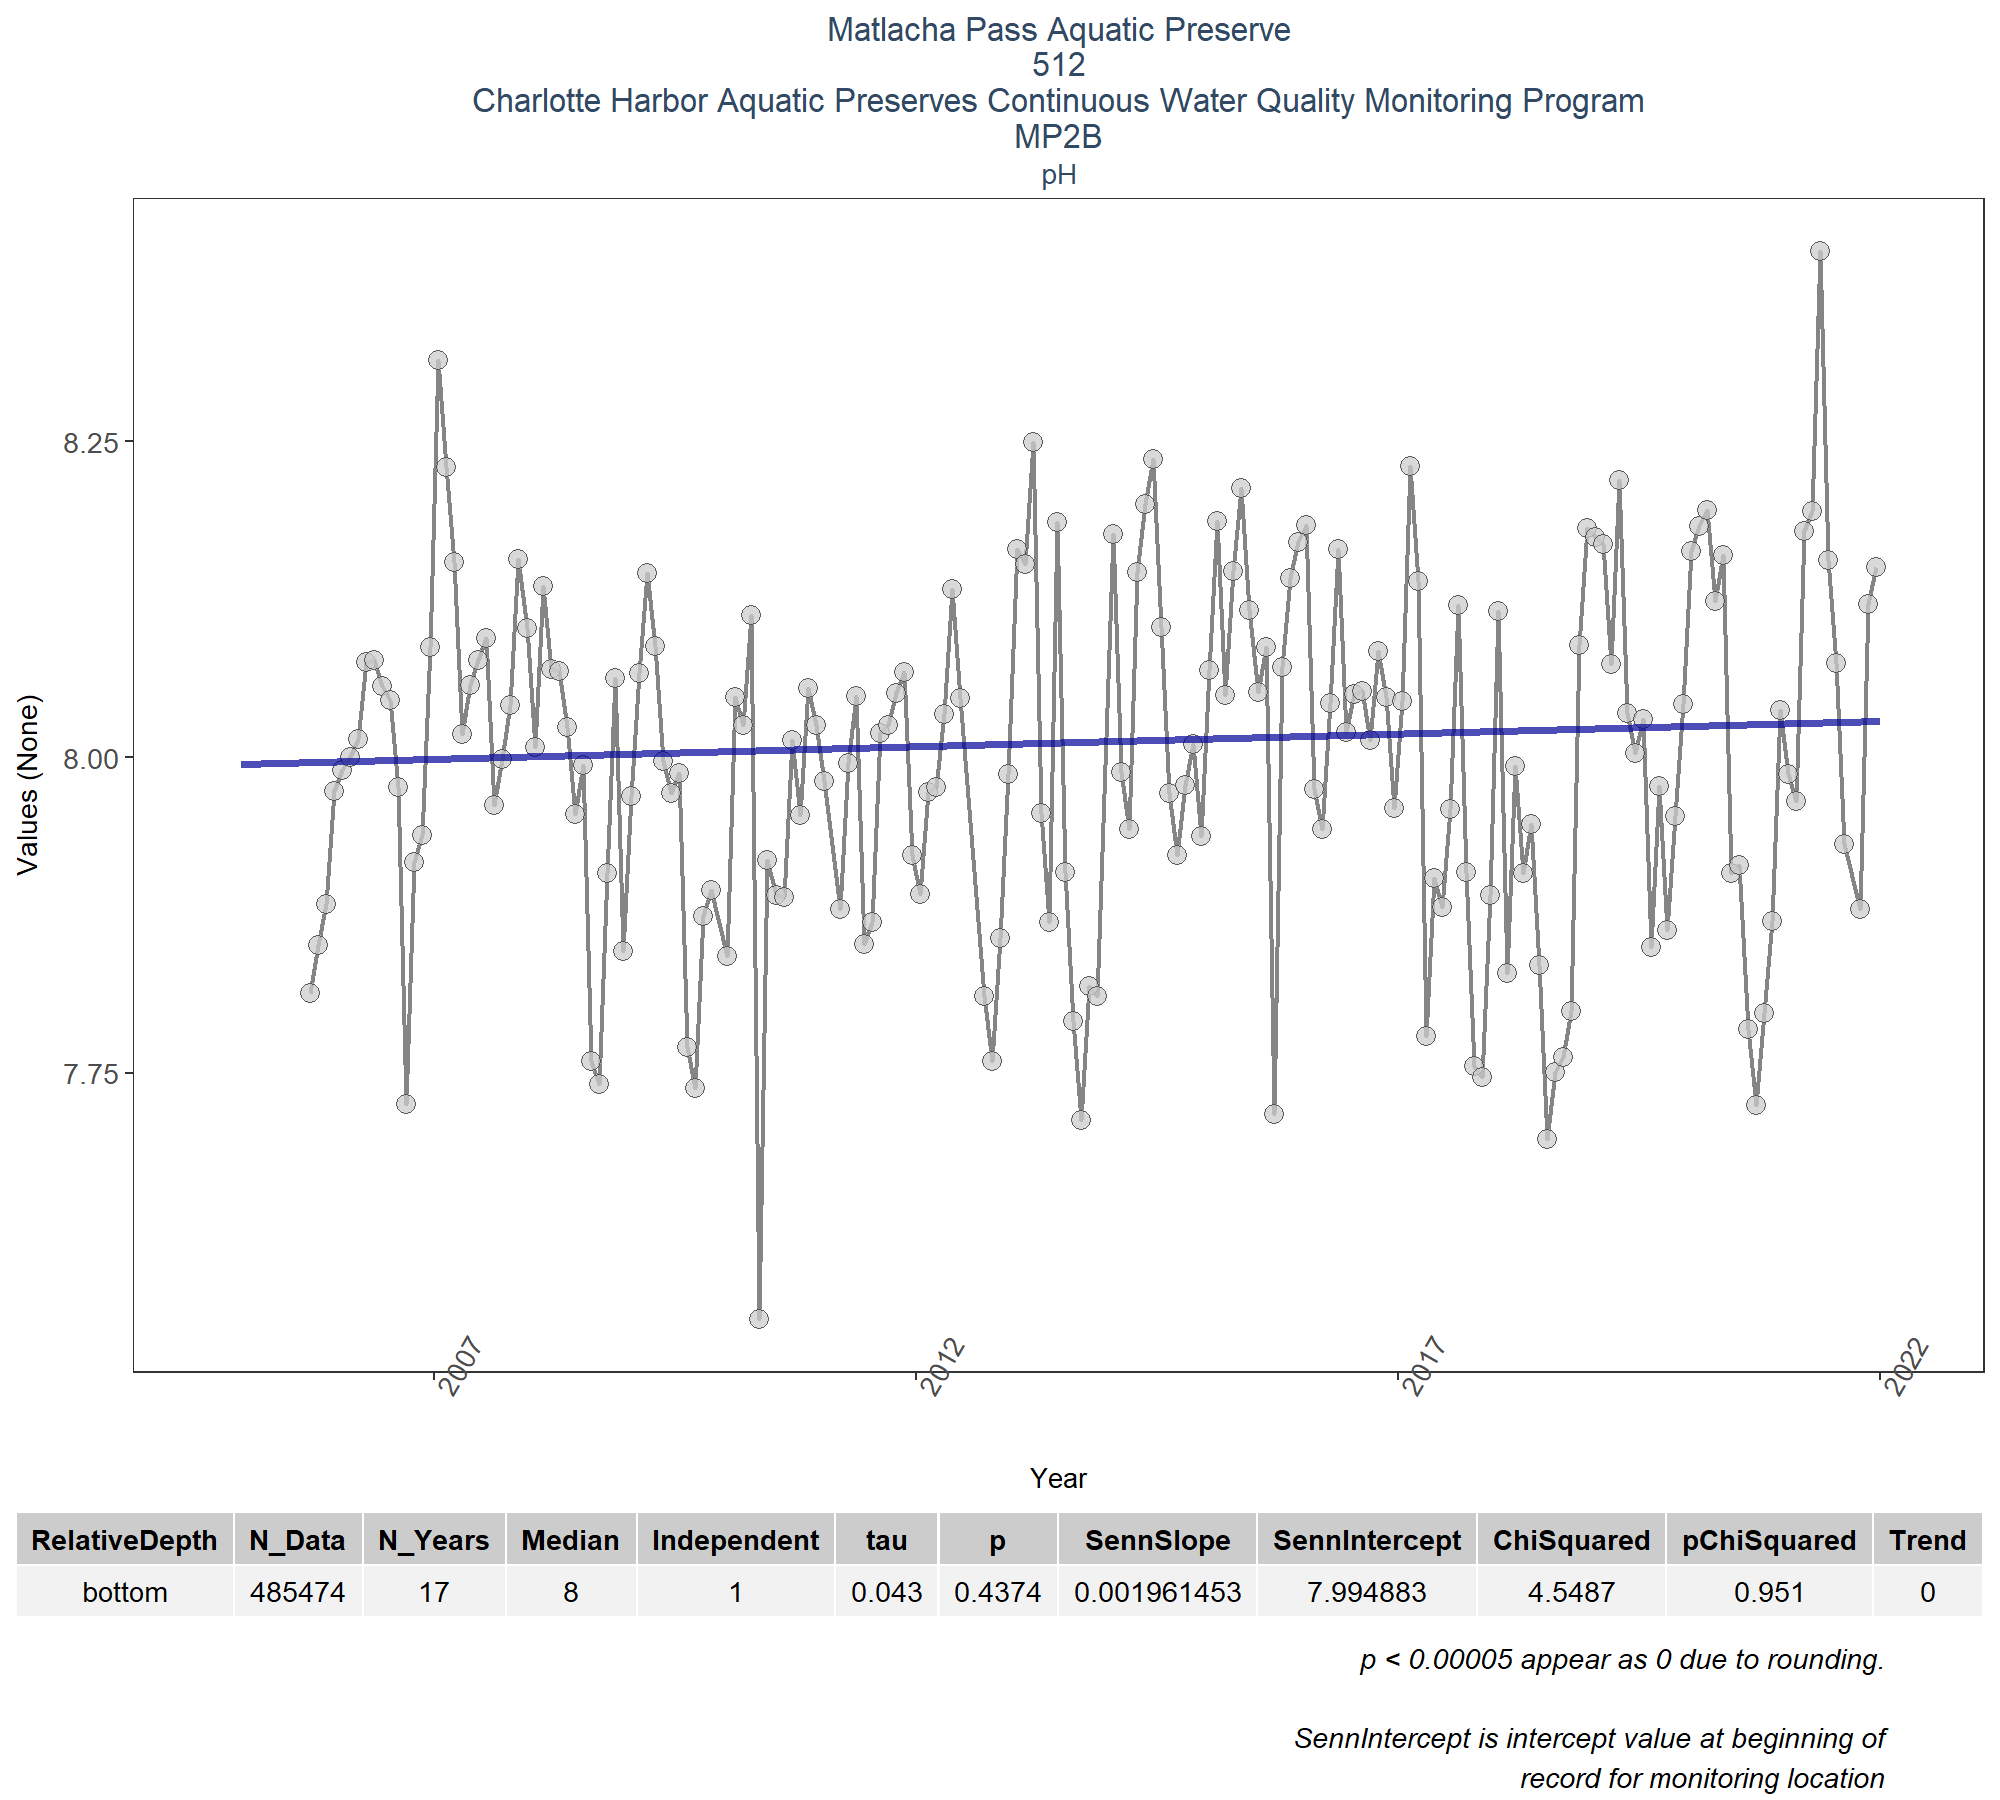 Matlacha Pass Aquatic Preserve
512
Charlotte Harbor Aquatic Preserves Continuous Water Quality Monitoring Program
MP2B
pH
Values (None)
8.25
8.00
7.75
2007
2012
2017
2022
Year
RelativeDepth N_Data N_Years Median Independent tau p SennSlope SennIntercept ChiSquared pChiSquared Trend
bottom 485474 17 8 1 0.043 0.4374 0.001961453 7.994883 4.5487 0.951 0
p < 0.00005 appear as 0 due to rounding.
SennIntercept is intercept value at beginning of
record for monitoring location